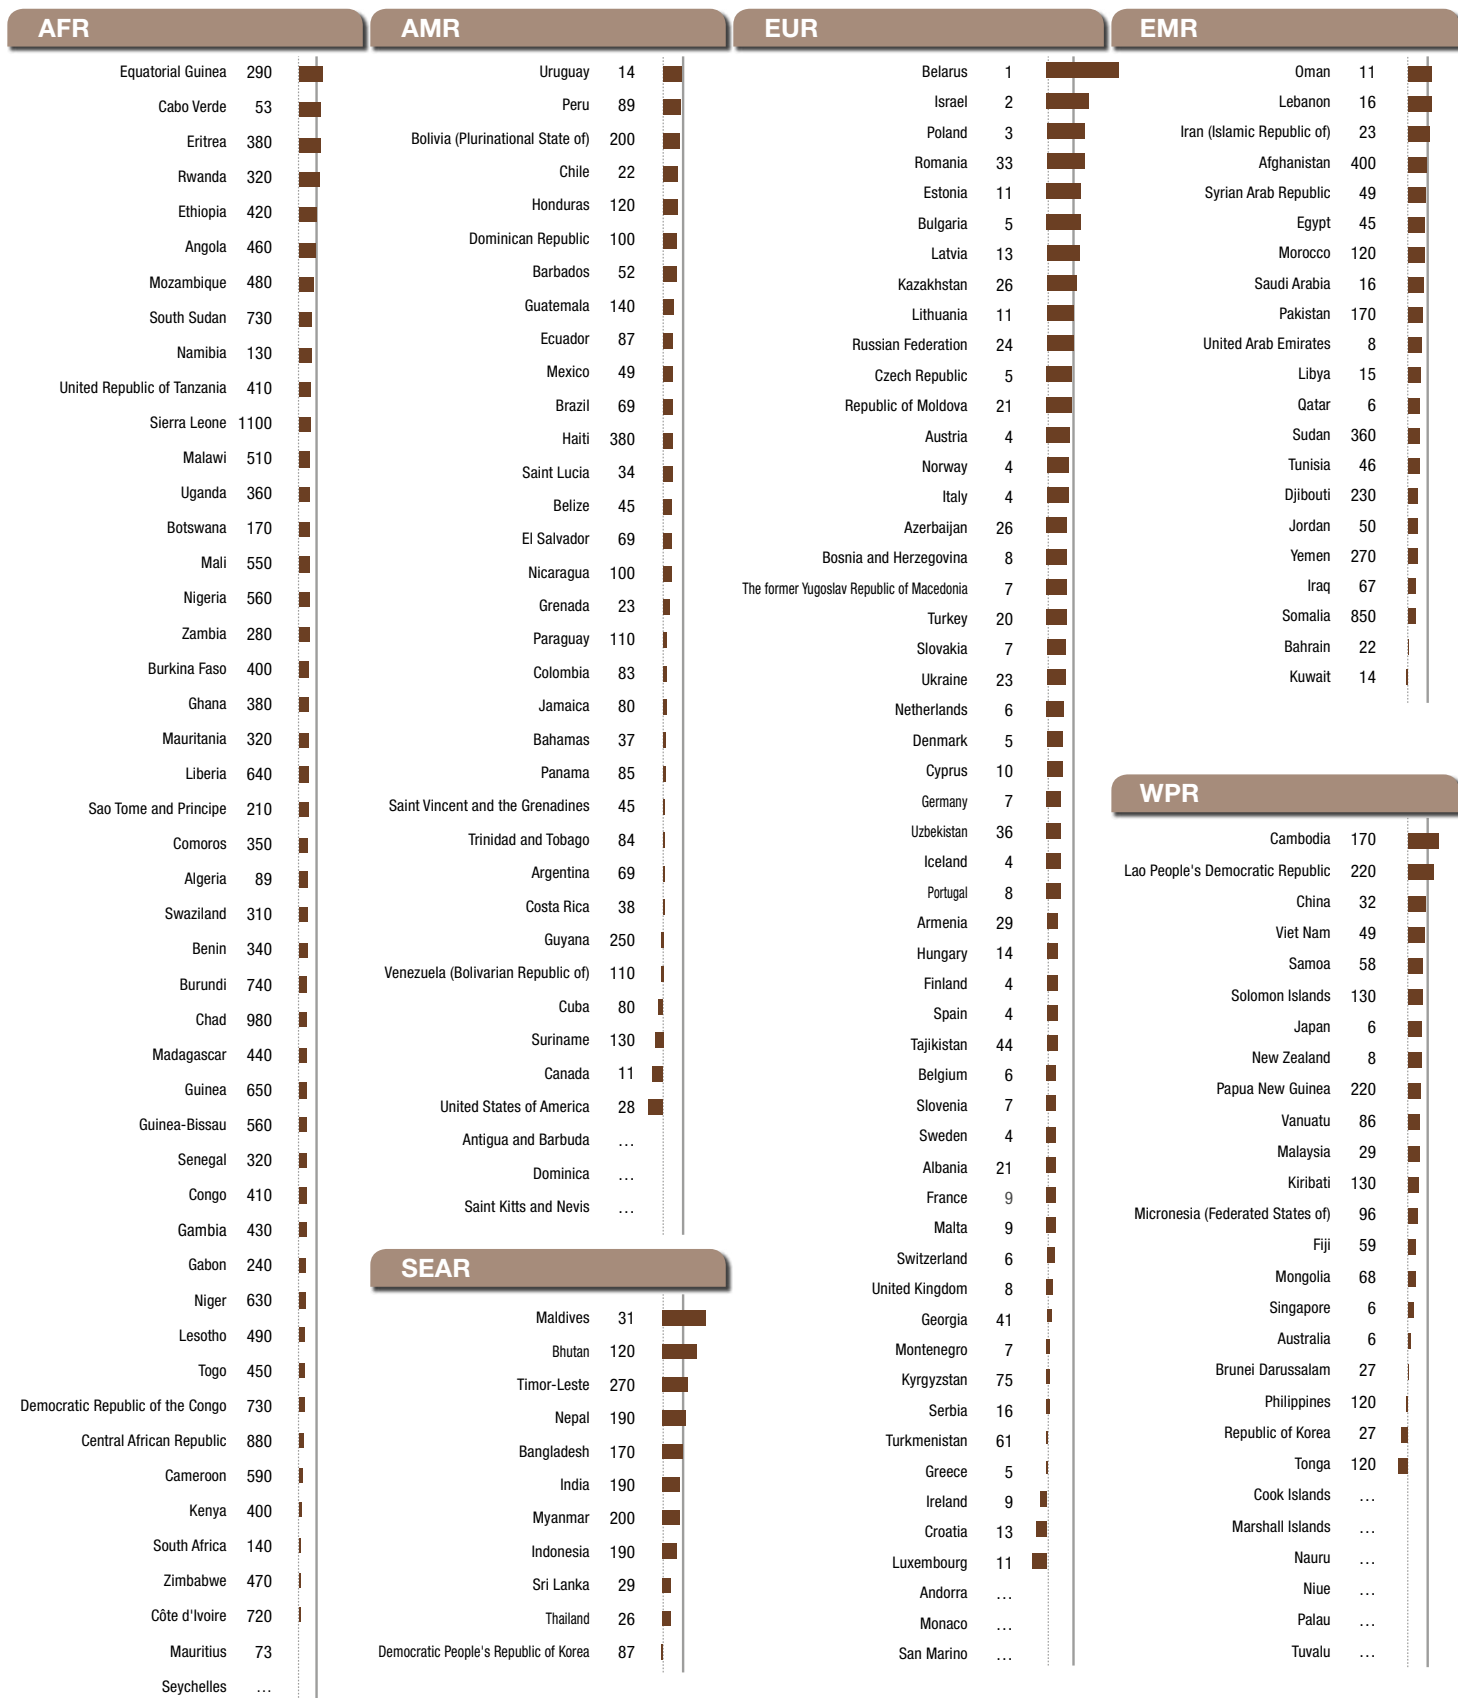 AFR
Equatorial Guinea 290
Cabo Verde 53
Eritrea 380
Rwanda 320
Ethiopia 420
Angola 460
Mozambique 480
South Sudan 730
Namibia 130
United Republic of Tanzania 410
Sierra Leone 1100
Malawi 510
Uganda 360
Botswana 170
Mali 550
Nigeria 560
Zambia 280
Burkina Faso 400
Ghana 380
Mauritania 320
Liberia 640
Sao Tome and Principe 210
Comoros 350
Algeria 89
Swaziland 310
Benin 340
Burundi 740
Chad 980
Madagascar 440
Guinea 650
Guinea-Bissau 560
Senegal 320
Congo 410
Gambia 430
Gabon 240
Niger 630
Lesotho 490
Togo 450
Democratic Republic of the Congo 730
Central African Republic 880
Cameroon 590
Kenya 400
South Africa 140
Zimbabwe 470
Côte d'Ivoire 720
Mauritius 73
Seychelles ...
AMR
Uruguay 14
Peru 89
Bolivia (Plurinational State of) 200
Chile 22
Honduras 120
Dominican Republic 100
Barbados 52
Guatemala 140
Ecuador 87
Mexico 49
Brazil 69
Haiti 380
Saint Lucia 34
Belize 45
El Salvador 69
Nicaragua 100
Grenada 23
Paraguay 110
Colombia 83
Jamaica 80
Bahamas 37
Panama 85
Saint Vincent and the Grenadines 45
Trinidad and Tobago 84
Argentina 69
Costa Rica 38
Guyana 250
Venezuela (Bolivarian Republic of) 110
Cuba 80
Suriname 130
Canada 11
United States of America 28
Antigua and Barbuda ...
Dominica ...
Saint Kitts and Nevis ...
SEAR
Maldives 31
Bhutan 120
Timor-Leste 270
Nepal 190
Bangladesh 170
India 190
Myanmar 200
Indonesia 190
Sri Lanka 29
Thailand 26
Democratic People's Republic of Korea 87
EUR
Belarus 1
Israel 2
Poland 3
Romania 33
Estonia 11
Bulgaria 5
Latvia 13
Kazakhstan 26
Lithuania 11
Russian Federation 24
Czech Republic 5
Republic of Moldova 21
Austria 4
Norway 4
Italy 4
Azerbaijan 26
Bosnia and Herzegovina 8
The former Yugoslav Republic of Macedonia 7
Turkey 20
Slovakia 7
Ukraine 23
Netherlands 6
Denmark 5
Cyprus 10
Germany 7
Uzbekistan 36
Iceland 4
Portugal 8
Armenia 29
Hungary 14
Finland 4
Spain 4
Tajikistan 44
Belgium 6
Slovenia 7
Sweden 4
Albania 21
France 9
Malta 9
Switzerland 6
United Kingdom 8
Georgia 41
Montenegro 7
Kyrgyzstan 75
Serbia 16
Turkmenistan 61
Greece 5
Ireland 9
Croatia 13
Luxembourg 11
Andorra ...
Monaco ...
San Marino ...
EMR
Oman 11
Lebanon 16
Iran (Islamic Republic of) 23
Afghanistan 400
Syrian Arab Republic 49
Egypt 45
Morocco 120
Saudi Arabia 16
Pakistan 170
United Arab Emirates 8
Libya 15
Qatar 6
Sudan 360
Tunisia 46
Djibouti 230
Jordan 50
Yemen 270
Iraq 67
Somalia 850
Bahrain 22
Kuwait 14
WPR
Cambodia 170
Lao People's Democratic Republic 220
China 32
Viet Nam 49
Samoa 58
Solomon Islands 130
Japan 6
New Zealand 8
Papua New Guinea 220
Vanuatu 86
Malaysia 29
Kiribati 130
Micronesia (Federated States of) 96
Fiji 59
Mongolia 68
Singapore 6
Australia 6
Brunei Darussalam 27
Philippines 120
Republic of Korea 27
Tonga 120
Cook Islands ...
Marshall Islands ...
Nauru ...
Niue ...
Palau ...
Tuvalu ...